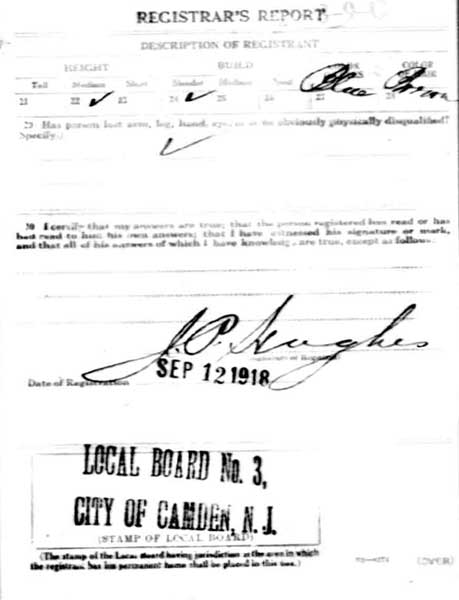 REGISTRAR'S REPORT
DESCRIPTION OF REGISTRANT
HEIGHT BUILD COLOR
Tall Medium Short Slender Medium Stout
21 22 ✓ 23 24 ✓ 25 26 27 Blue 28 Brown
29 Has person lost arm, leg, hand, eye, or is he obviously physically disqualified?
Specify.
✓
30 I certify that my answers are true; that the person registered has read or has
had read to him his own answers; that I have witnessed his signature or mark,
and that all of his answers of which I have knowledge are true, except as follows:
J. P. Hughes
Date of Registration SEP 12 1918
LOCAL BOARD No. 3,
CITY OF CAMDEN, N. J.
(STAMP OF LOCAL BOARD)
(The stamp of the Local Board having jurisdiction of the area in which
the registrant has his permanent home shall be placed in this box.)
(OVER)